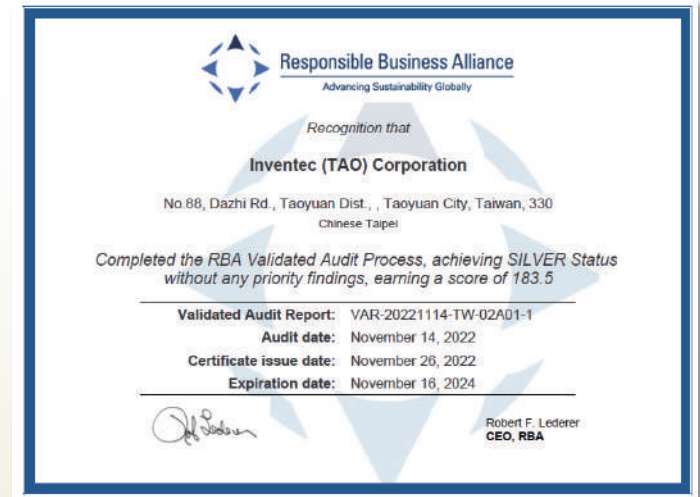 Responsible Business Alliance
Advancing Sustainability Globally
Recognition that
Inventec (TAO) Corporation
No.88, Dazhi Rd., Taoyuan Dist., , Taoyuan City, Taiwan, 330
Chinese Taipei
Completed the RBA Validated Audit Process, achieving SILVER Status
without any priority findings, earning a score of 183.5
Validated Audit Report: VAR-20221114-TW-02A01-1
Audit date: November 14, 2022
Certificate issue date: November 26, 2022
Expiration date: November 16, 2024
Robert F. Lederer
CEO, RBA